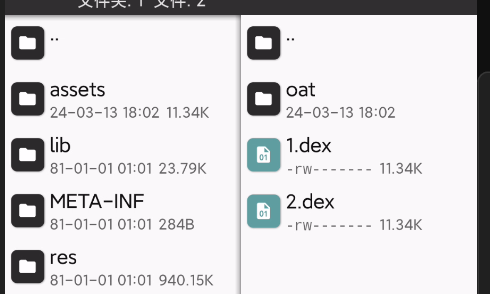 文件夹: 1 文件: 2
..
assets
24-03-13 18:02 11.34K
lib
81-01-01 01:01 23.79K
META-INF
81-01-01 01:01 284B
res
81-01-01 01:01 940.15K
..
oat
24-03-13 18:02
01
1.dex
-rw------- 11.34K
01
2.dex
-rw------- 11.34K